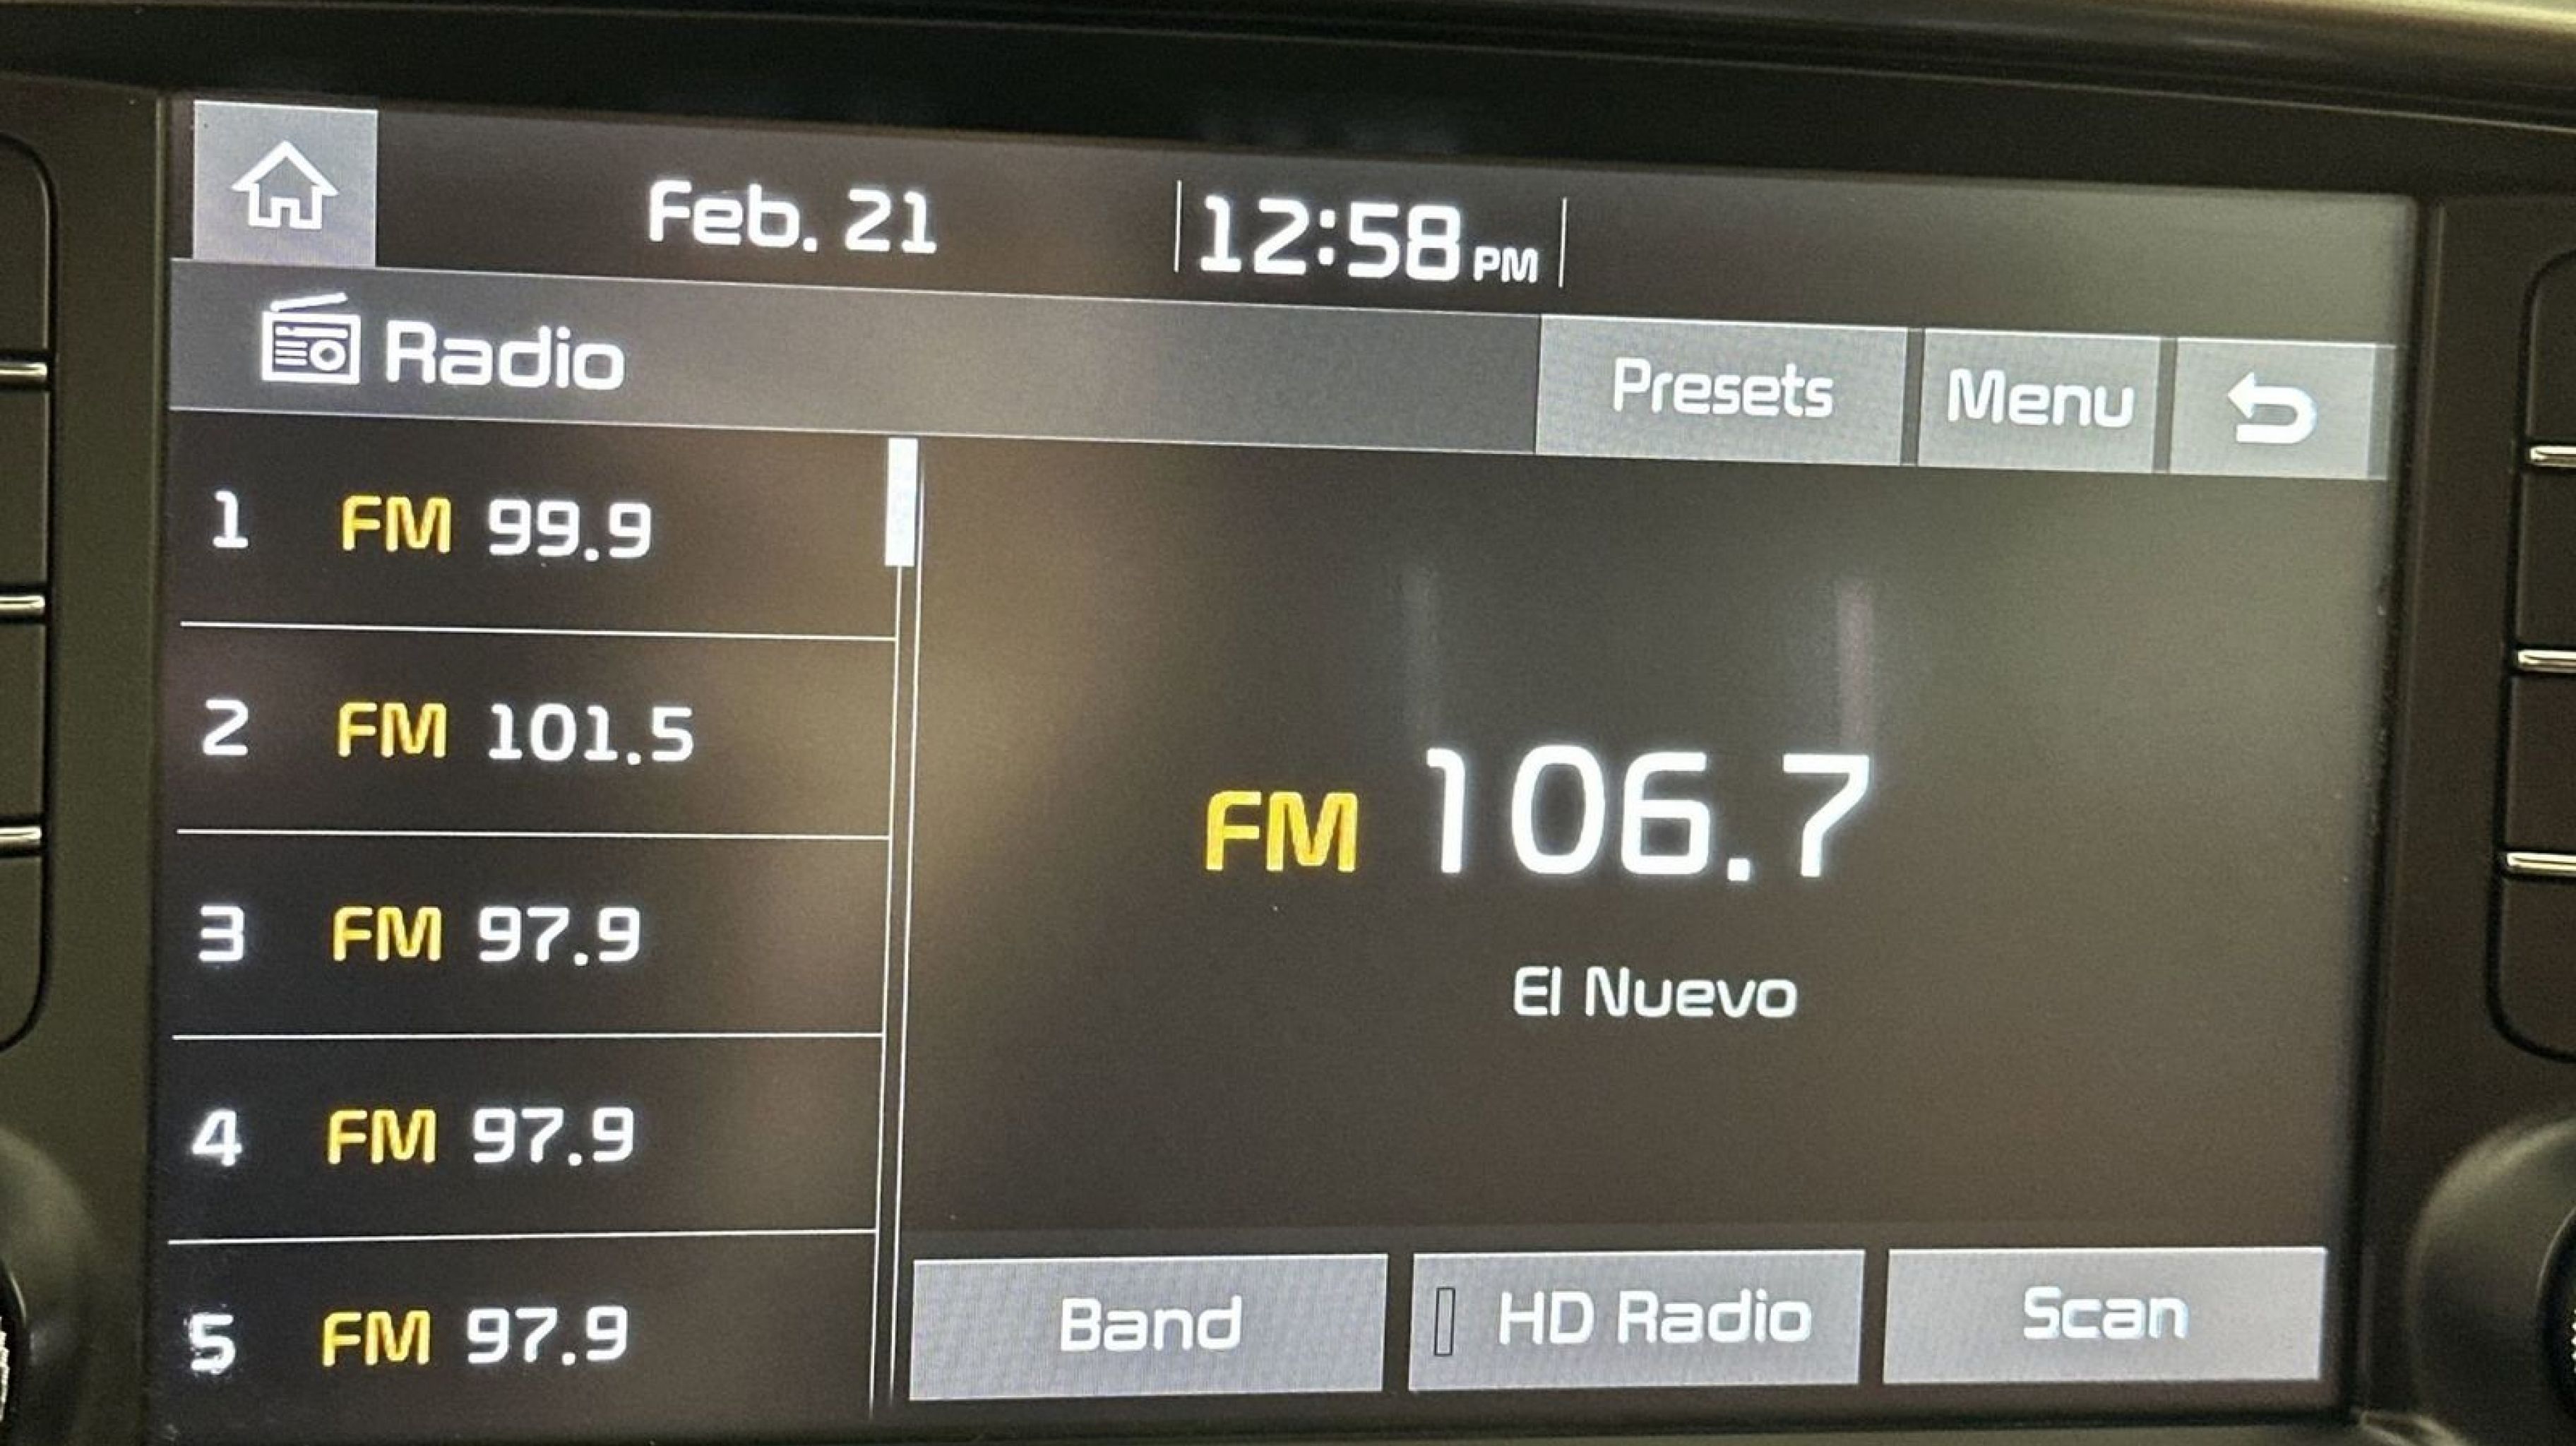 Feb. 21
12:58 PM
Radio
Presets
Menu
1 FM 99.9
2 FM 101.5
3 FM 97.9
4 FM 97.9
5 FM 97.9
FM 106.7
El Nuevo
Band
HD Radio
Scan